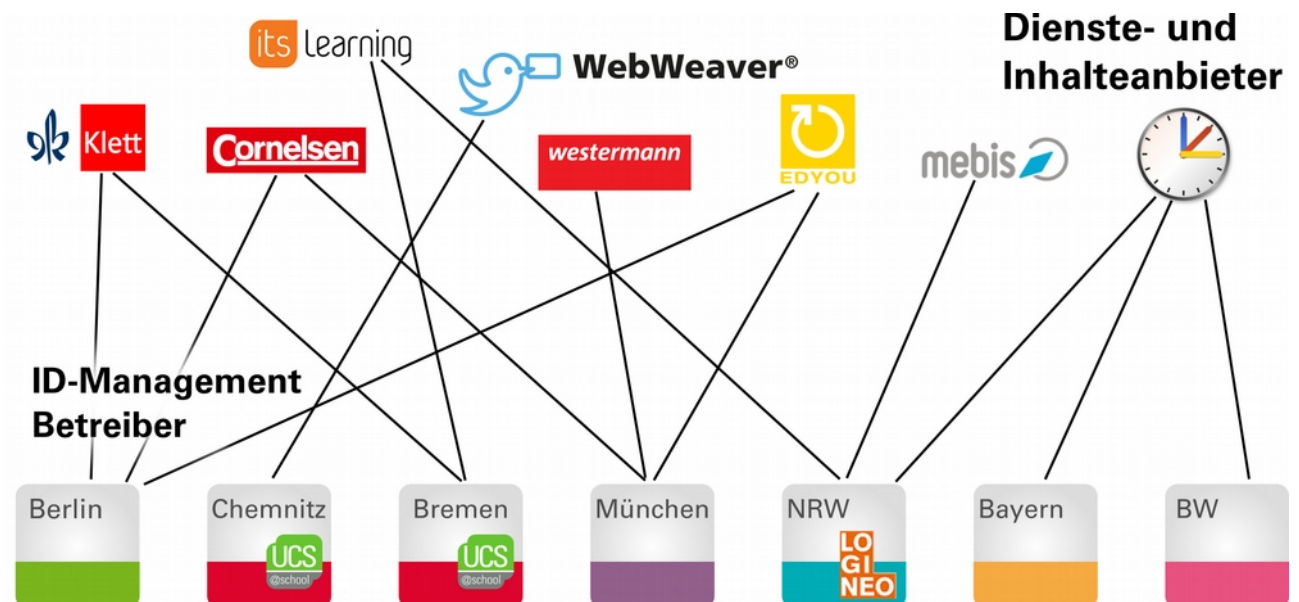 its learning
WebWeaver®
Dienste- und
Inhalteanbieter
Klett
Cornelsen
westermann
EDYOU
mebis
ID-Management
Betreiber
Berlin
Chemnitz
UCS
@school
Bremen
UCS
@school
München
NRW
LO
GI
NEO
Bayern
BW